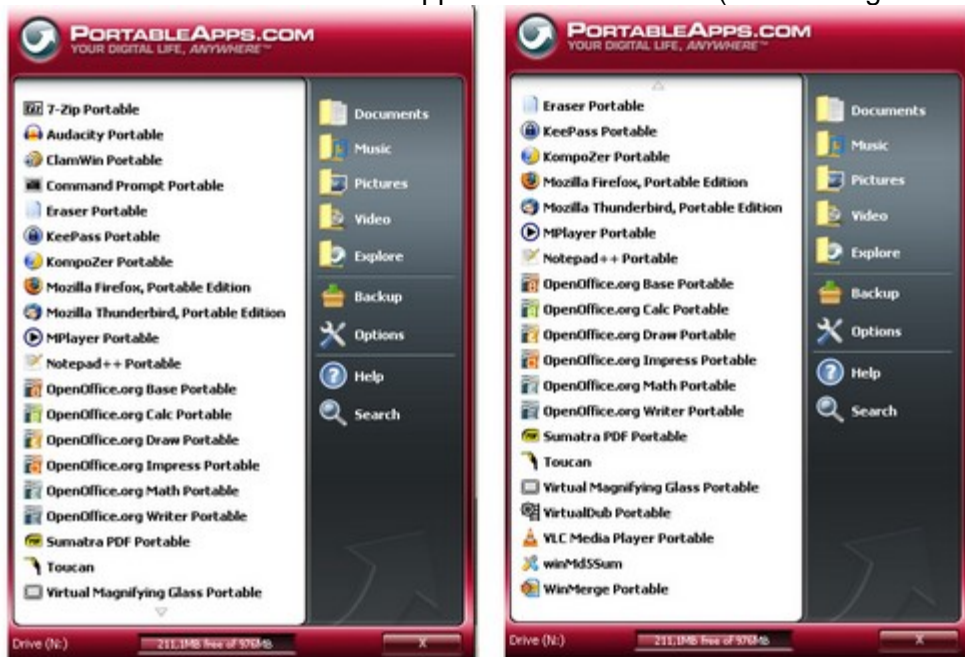 PORTABLEAPPS.COM
YOUR DIGITAL LIFE, ANYWHERE™
7-Zip Portable
Audacity Portable
ClamWin Portable
Command Prompt Portable
Eraser Portable
KeePass Portable
KompoZer Portable
Mozilla Firefox, Portable Edition
Mozilla Thunderbird, Portable Edition
MPlayer Portable
Notepad++ Portable
OpenOffice.org Base Portable
OpenOffice.org Calc Portable
OpenOffice.org Draw Portable
OpenOffice.org Impress Portable
OpenOffice.org Math Portable
OpenOffice.org Writer Portable
Sumatra PDF Portable
Toucan
Virtual Magnifying Glass Portable
Documents
Music
Pictures
Video
Explore
Backup
Options
Help
Search
Drive (N:)
211,1MB free of 976MB
X
PORTABLEAPPS.COM
YOUR DIGITAL LIFE, ANYWHERE™
Eraser Portable
KeePass Portable
KompoZer Portable
Mozilla Firefox, Portable Edition
Mozilla Thunderbird, Portable Edition
MPlayer Portable
Notepad++ Portable
OpenOffice.org Base Portable
OpenOffice.org Calc Portable
OpenOffice.org Draw Portable
OpenOffice.org Impress Portable
OpenOffice.org Math Portable
OpenOffice.org Writer Portable
Sumatra PDF Portable
Toucan
Virtual Magnifying Glass Portable
VirtualDub Portable
VLC Media Player Portable
winMd5Sum
WinMerge Portable
Documents
Music
Pictures
Video
Explore
Backup
Options
Help
Search
Drive (N:)
211,1MB free of 976MB
X